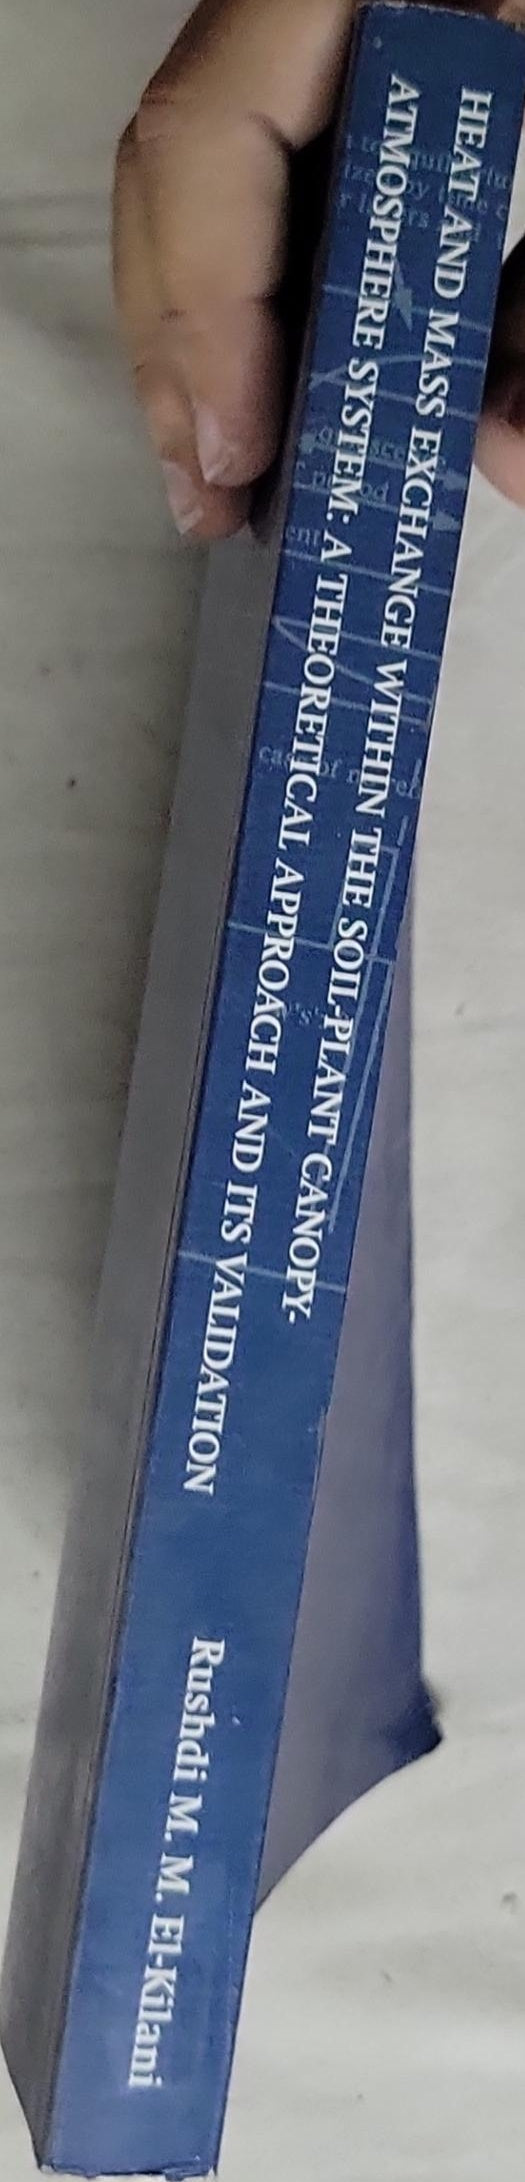 HEAT AND MASS EXCHANGE WITHIN THE SOIL-PLANT CANOPY-
ATMOSPHERE SYSTEM: A THEORETICAL APPROACH AND ITS VALIDATION
Rushdi M. M. El-Kilani